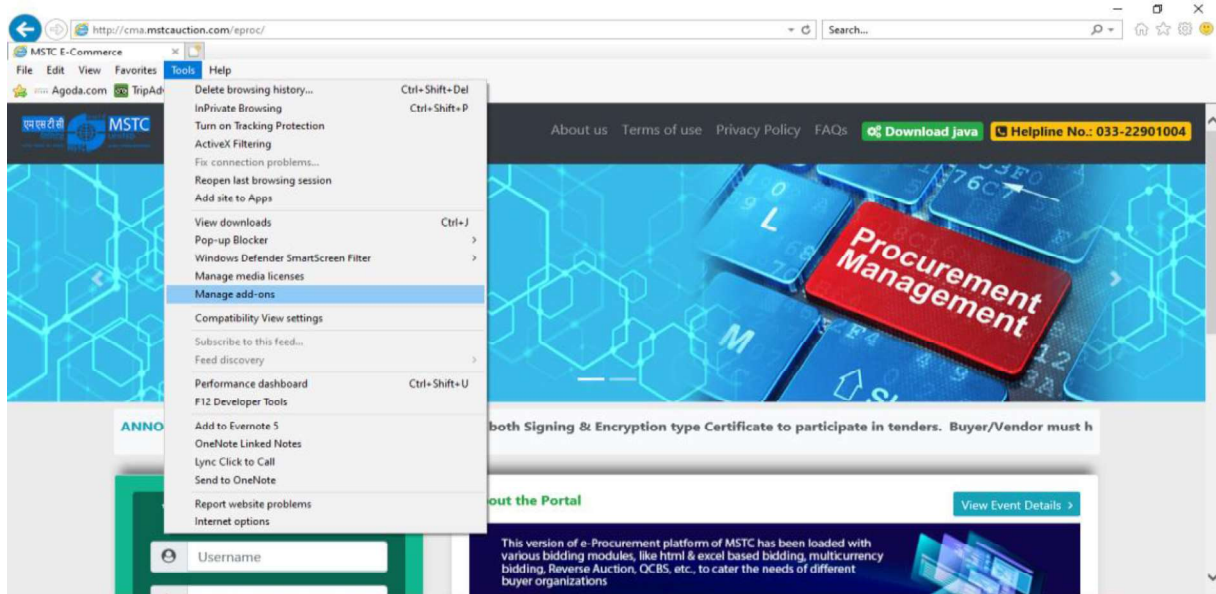 http://cma.mstcauction.com/eproc/
Search...
MSTC E-Commerce
File Edit View Favorites Tools Help
Agoda.com TripAdv
Delete browsing history... Ctrl+Shift+Del
InPrivate Browsing Ctrl+Shift+P
Turn on Tracking Protection
ActiveX Filtering
Fix connection problems...
Reopen last browsing session
Add site to Apps
View downloads Ctrl+J
Pop-up Blocker
Windows Defender SmartScreen Filter
Manage media licenses
Manage add-ons
Compatibility View settings
Subscribe to this feed...
Feed discovery
Performance dashboard Ctrl+Shift+U
F12 Developer Tools
Add to Evernote 5
OneNote Linked Notes
Lync Click to Call
Send to OneNote
Report website problems
Internet options
एम एस टी सी MSTC
About us Terms of use Privacy Policy FAQs Download java Helpline No.: 033-22901004
L
Procurement
Management
M
ANNO
both Signing & Encryption type Certificate to participate in tenders. Buyer/Vendor must h
Username
out the Portal
View Event Details
This version of e-Procurement platform of MSTC has been loaded with
various bidding modules, like html & excel based bidding, multicurrency
bidding, Reverse Auction, QCBS, etc., to cater the needs of different
buyer organizations